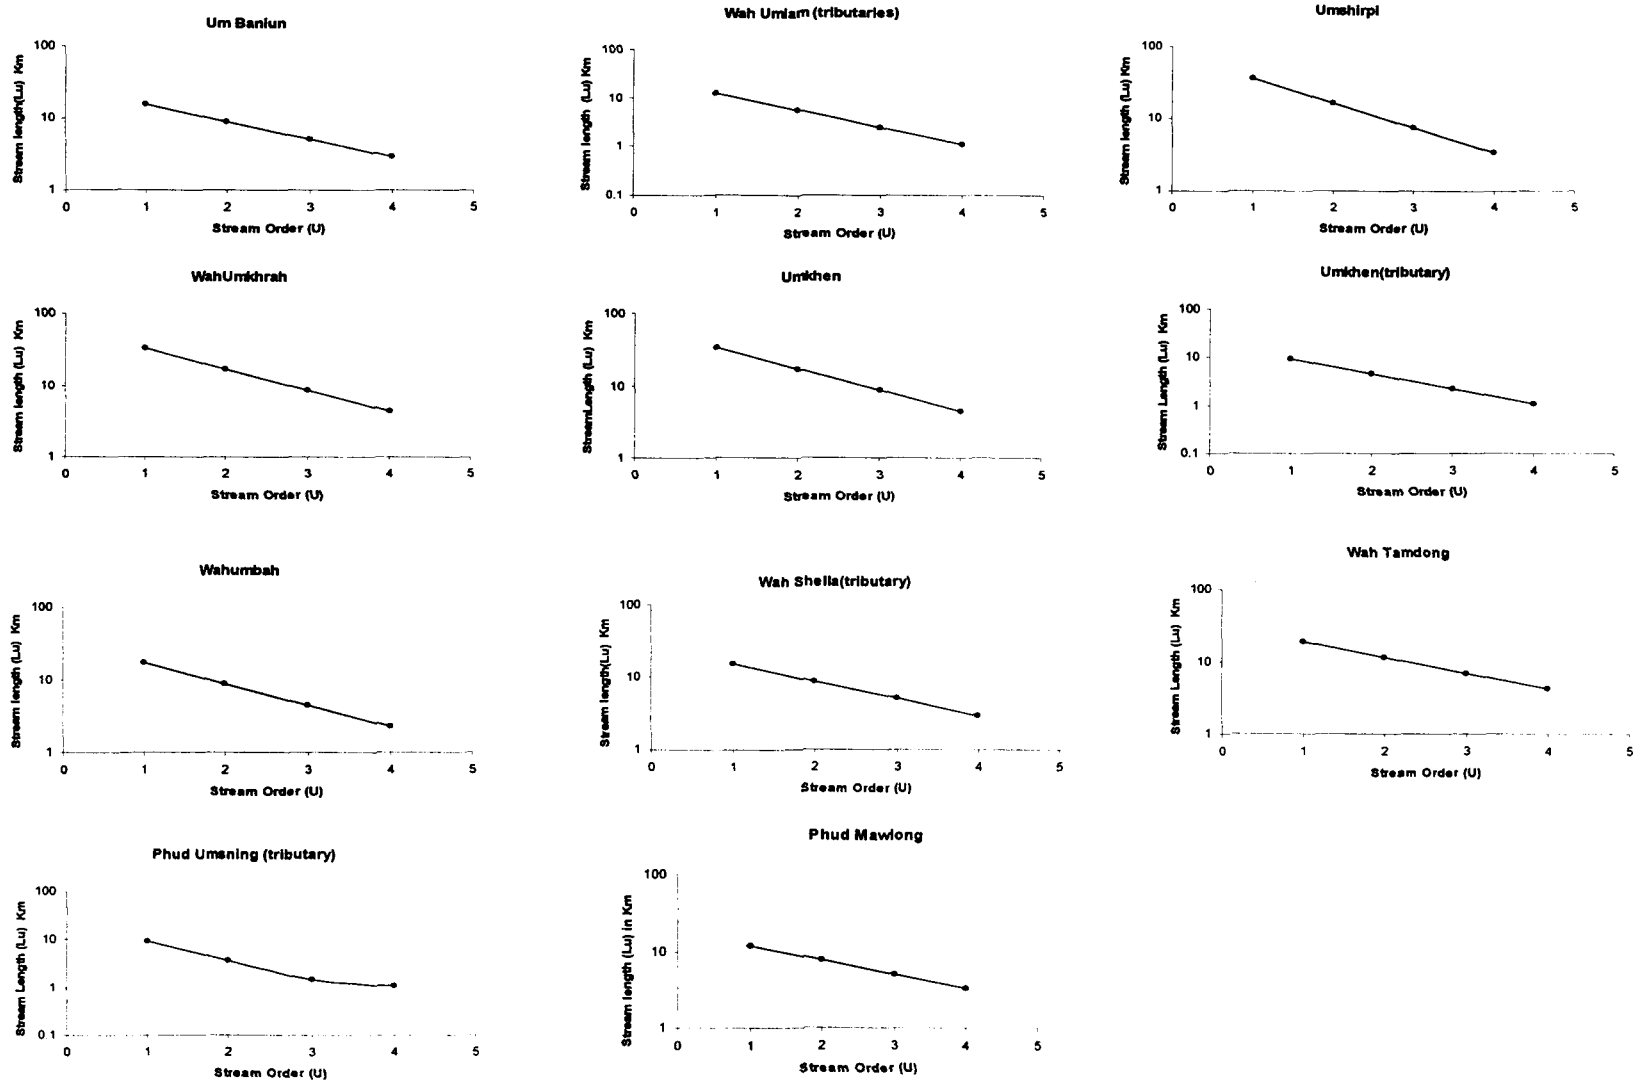 Um Baniun
Stream length(Lu) Km
100
10
1
0 1 2 3 4 5
Stream Order (U)
Wah Umiam (tributaries)
Stream length (Lu) Km
100
10
1
0.1
0 1 2 3 4 5
Stream Order (U)
Umshirpi
Stream length (Lu) Km
100
10
1
0 1 2 3 4 5
Stream Order (U)
WahUmkhrah
Stream length (Lu) Km
100
10
1
0 1 2 3 4 5
Stream Order (U)
Umkhen
StreamLength (Lu) Km
100
10
1
0 1 2 3 4 5
Stream Order (U)
Umkhen(tributary)
Stream Length (Lu) Km
100
10
1
0.1
0 1 2 3 4 5
Stream Order (U)
Wahumbah
Stream length (Lu) Km
100
10
1
0 1 2 3 4 5
Stream Order (U)
Wah Shella(tributary)
Stream length(Lu) Km
100
10
1
0 1 2 3 4 5
Stream Order (U)
Wah Tamdong
Stream Length (Lu) Km
100
10
1
0 1 2 3 4 5
Stream Order (U)
Phud Umsning (tributary)
Stream Length (Lu) Km
100
10
1
0.1
0 1 2 3 4 5
Stream Order (U)
Phud Mawlong
Stream length (Lu) in Km
100
10
1
0 1 2 3 4 5
Stream Order (U)